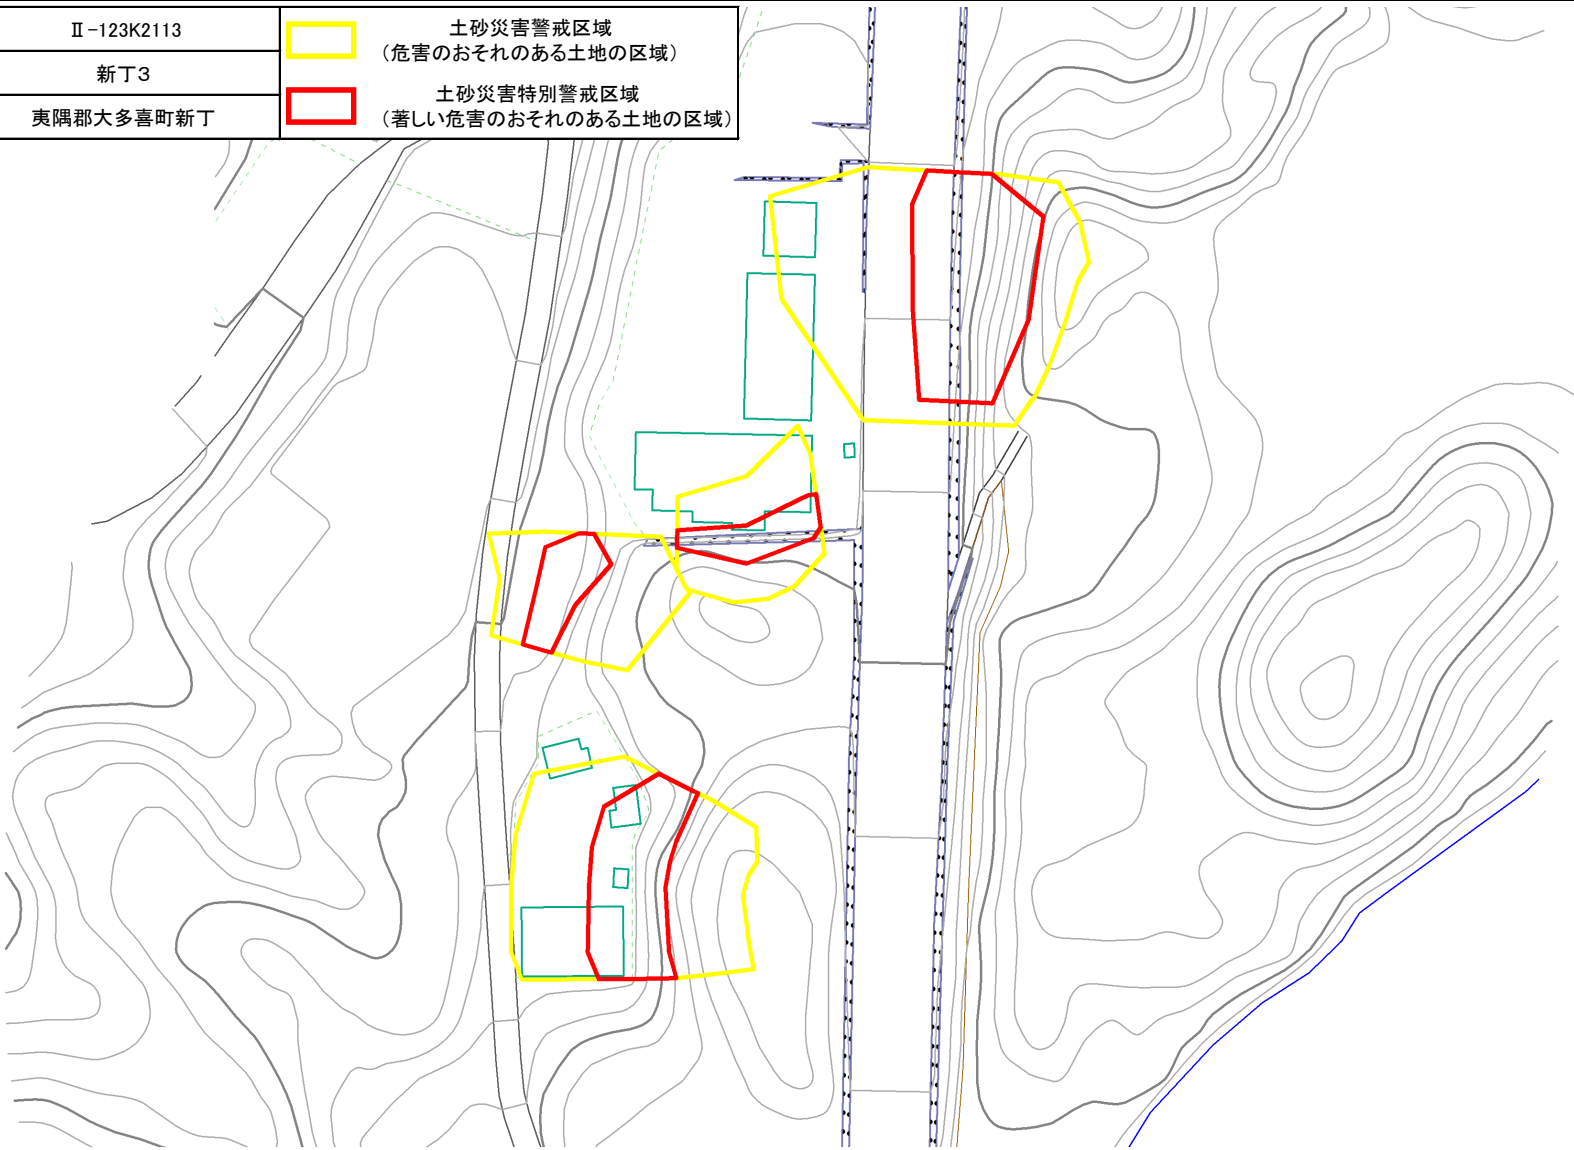 Ⅱ-123K2113
新丁3
夷隅郡大多喜町新丁
土砂災害警戒区域
(危害のおそれのある土地の区域)
土砂災害特別警戒区域
(著しい危害のおそれのある土地の区域)